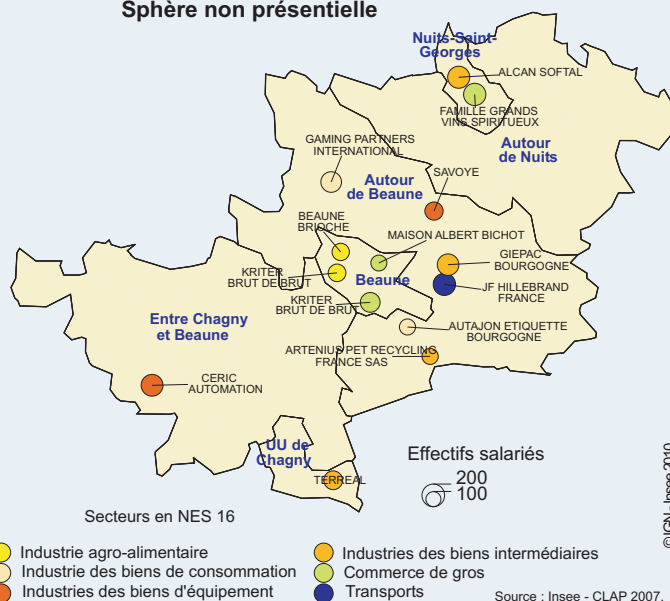 Sphère non présentielle
Nuits-Saint-
Georges
ALCAN SOFTAL
FAMILLE GRANDS
VINS SPIRITUEUX
Autour
de Nuits
GAMING PARTNERS
INTERNATIONAL
SAVOYE
Autour
de Beaune
BEAUNE
BRIOCHE
MAISON ALBERT BICHOT
GIEPAC
BOURGOGNE
KRITER
BRUT DE BRUT
Beaune
JF HILLEBRAND
FRANCE
KRITER
BRUT DE BRUT
Entre Chagny
et Beaune
AUTAJON ETIQUETTE
BOURGOGNE
ARTENIUS PET RECYCLING
FRANCE SAS
CERIC
AUTOMATION
UU de
Chagny
TERREAL
Effectifs salariés
200
100
©IGN - Insee 2010
Secteurs en NES 16
Industrie agro-alimentaire
Industrie des biens de consommation
Industries des biens d'équipement
Industries des biens intermédiaires
Commerce de gros
Transports
Source : Insee - CLAP 2007.